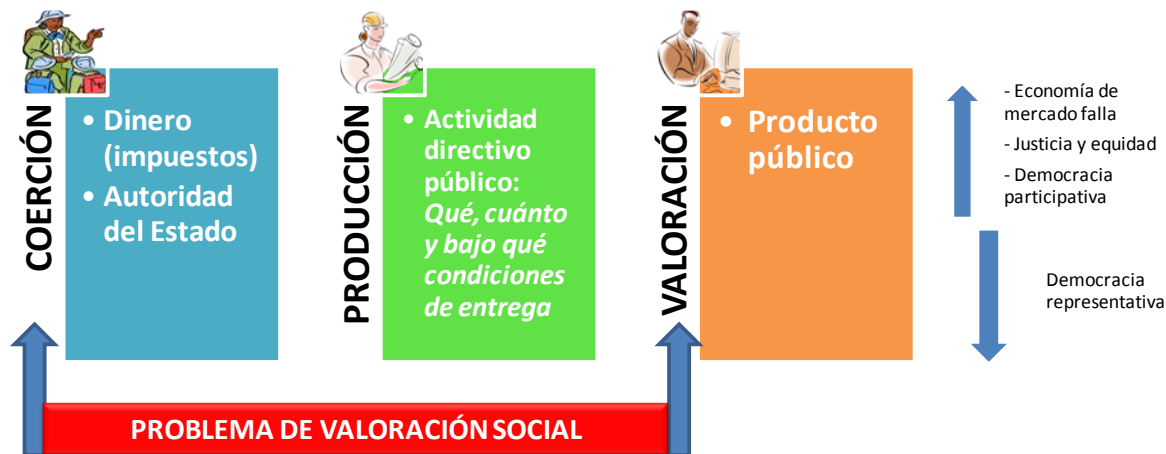 COERCIÓN
• Dinero
(impuestos)
• Autoridad
del Estado
PRODUCCIÓN
• Actividad
directivo
público:
Qué, cuánto
y bajo qué
condiciones
de entrega
VALORACIÓN
• Producto
público
- Economía de
mercado falla
- Justicia y equidad
- Democracia
participativa
Democracia
representativa
PROBLEMA DE VALORACIÓN SOCIAL